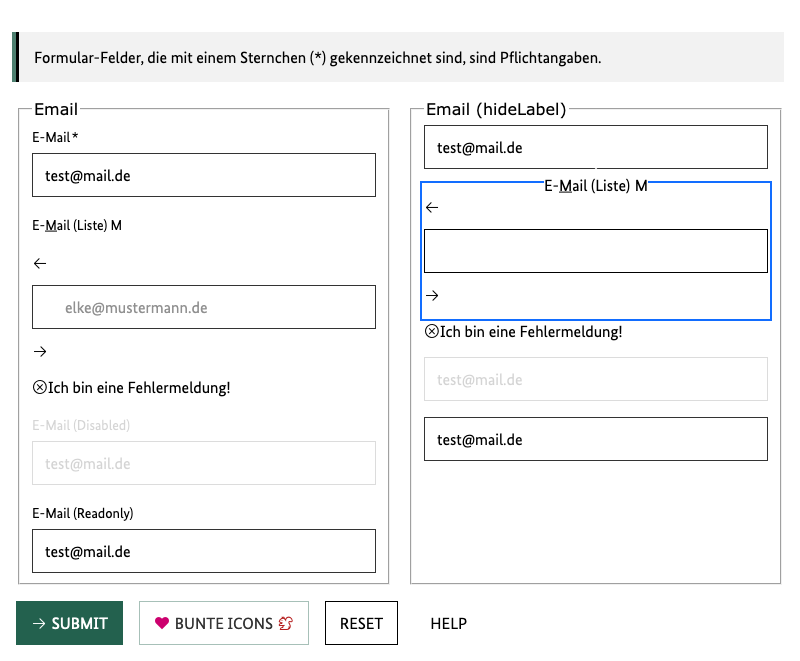 Formular-Felder, die mit einem Sternchen (*) gekennzeichnet sind, sind Pflichtangaben.
Email
E-Mail*
test@mail.de
E-Mail (Liste) M
←
elke@mustermann.de
→
Ich bin eine Fehlermeldung!
E-Mail (Disabled)
test@mail.de
E-Mail (Readonly)
test@mail.de
Email (hideLabel)
test@mail.de
E-Mail (Liste) M
←
→
Ich bin eine Fehlermeldung!
test@mail.de
test@mail.de
→ SUBMIT
BUNTE ICONS
RESET
HELP